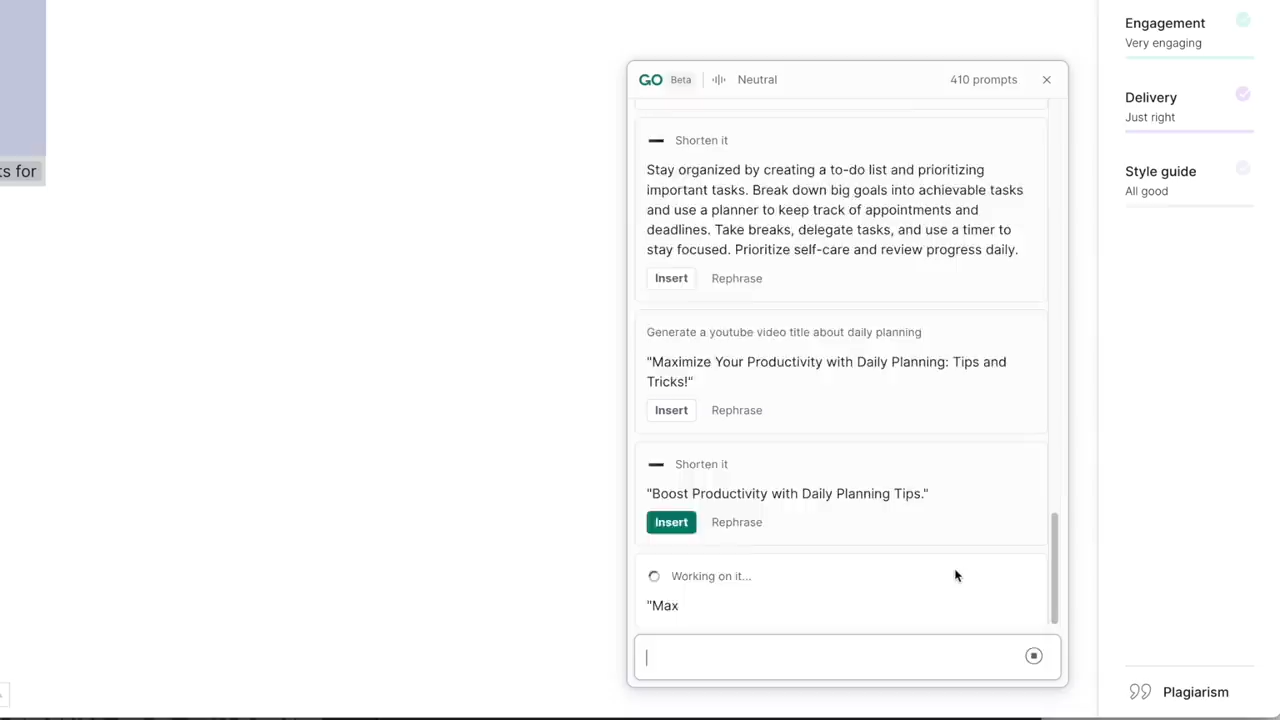 ts for
GO Beta Neutral 410 prompts
Shorten it
Stay organized by creating a to-do list and prioritizing
important tasks. Break down big goals into achievable tasks
and use a planner to keep track of appointments and
deadlines. Take breaks, delegate tasks, and use a timer to
stay focused. Prioritize self-care and review progress daily.
Insert Rephrase
Generate a youtube video title about daily planning
"Maximize Your Productivity with Daily Planning: Tips and
Tricks!"
Insert Rephrase
Shorten it
"Boost Productivity with Daily Planning Tips."
Insert Rephrase
Working on it...
"Max
Engagement
Very engaging
Delivery
Just right
Style guide
All good
Plagiarism